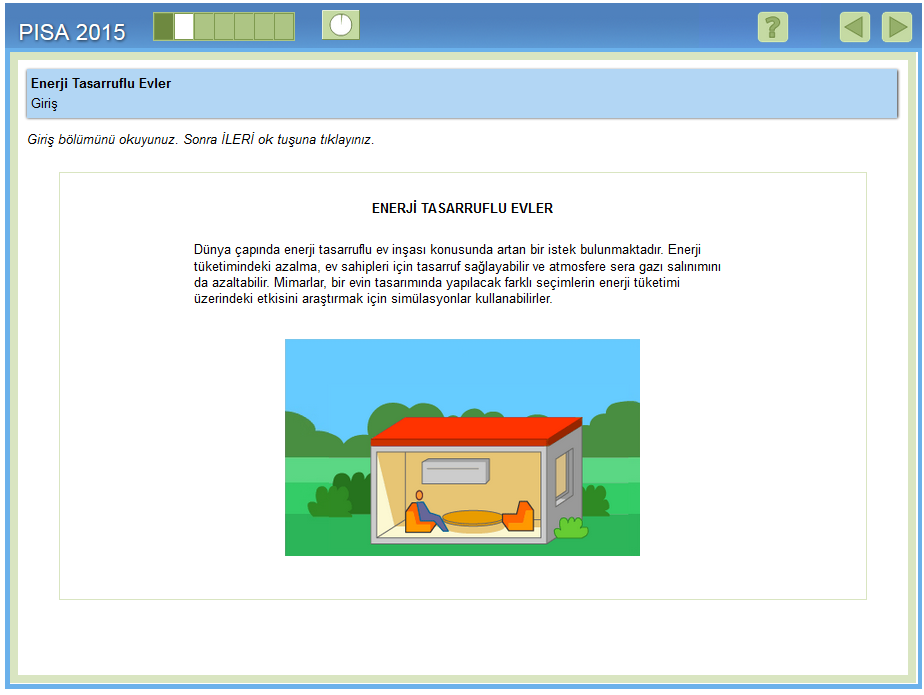 PISA 2015
?
Enerji Tasarruflu Evler
Giriş
Giriş bölümünü okuyunuz. Sonra İLERİ ok tuşuna tıklayınız.
ENERJİ TASARRUFLU EVLER
Dünya çapında enerji tasarruflu ev inşası konusunda artan bir istek bulunmaktadır. Enerji
tüketimindeki azalma, ev sahipleri için tasarruf sağlayabilir ve atmosfere sera gazı salınımını
da azaltabilir. Mimarlar, bir evin tasarımında yapılacak farklı seçimlerin enerji tüketimi
üzerindeki etkisini araştırmak için simülasyonlar kullanabilirler.